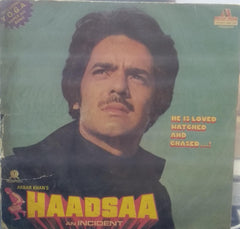 HE IS LOVED
WATCHED
AND
CHASED....!
AKBAR KHAN'S
HAADSAA
AN INCIDENT